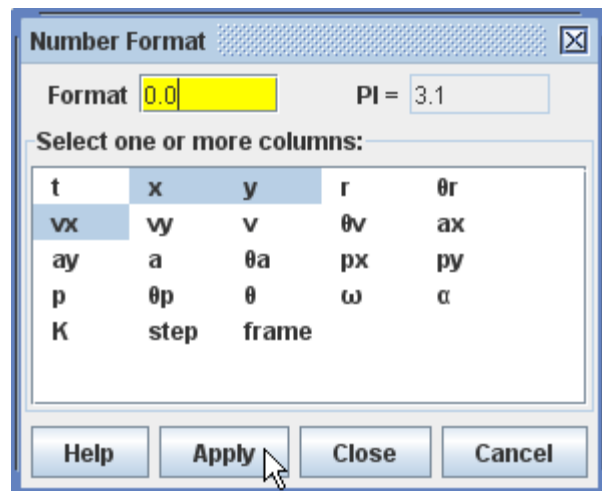 Number Format
Format 0.0 PI = 3.1
Select one or more columns:
t x y r θr
vx vy v θv ax
ay a θa px py
p θp θ ω α
K step frame
Help Apply Close Cancel